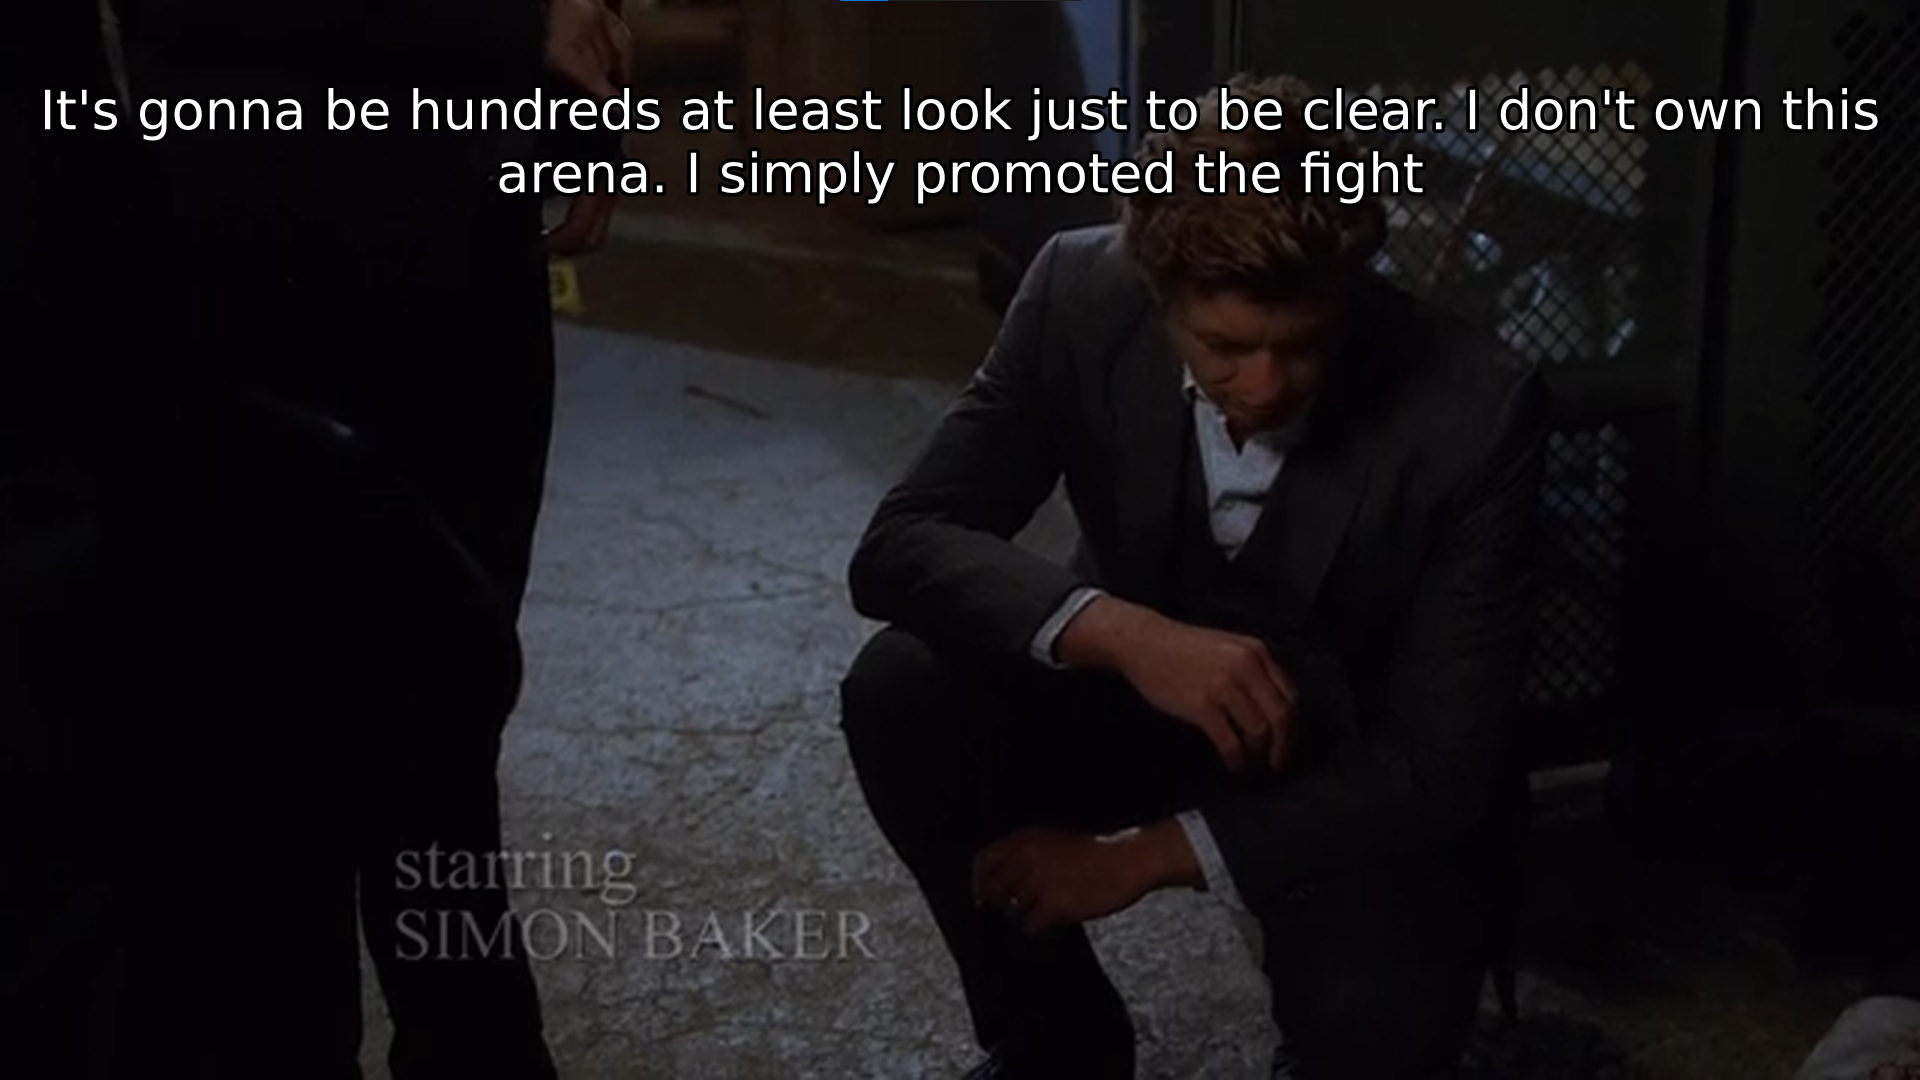 It's gonna be hundreds at least look just to be clear. I don't own this
arena. I simply promoted the fight
starring
SIMON BAKER